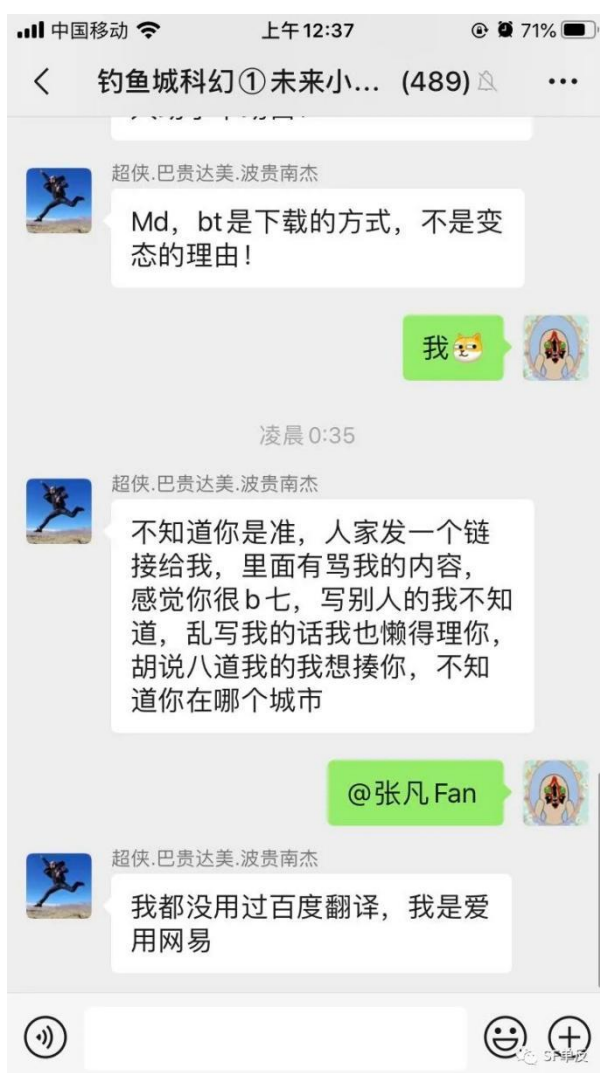 中国移动 上午12:37 71%
钓鱼城科幻①未来小... (489)
超侠.巴贵达美.波贵南杰
Md，bt是下载的方式，不是变
态的理由！
我
凌晨0:35
超侠.巴贵达美.波贵南杰
不知道你是准，人家发一个链
接给我，里面有骂我的内容，
感觉你很b七，写别人的我不知
道，乱写我的话我也懒得理你，
胡说八道我的我想揍你，不知
道你在哪个城市
@张凡Fan
超侠.巴贵达美.波贵南杰
我都没用过百度翻译，我是爱
用网易
SF单反